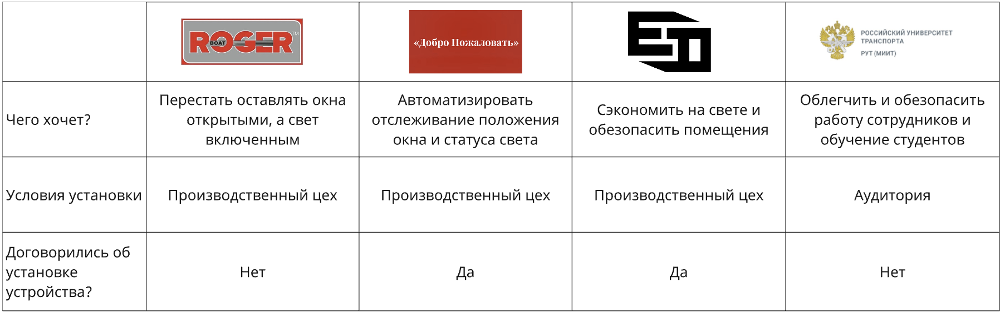 ROGER
BOAT
TM
«Добро Пожаловать»
ЕП
РОССИЙСКИЙ УНИВЕРСИТЕТ
ТРАНСПОРТА
РУТ (МИИТ)
Чего хочет?
Перестать оставлять окна
открытыми, а свет
включенным
Автоматизировать
отслеживание положения
окна и статуса света
Сэкономить на свете и
обезопасить помещения
Облегчить и обезопасить
работу сотрудников и
обучение студентов
Условия установки
Производственный цех
Производственный цех
Производственный цех
Аудитория
Договорились об
установке
устройства?
Нет
Да
Да
Нет